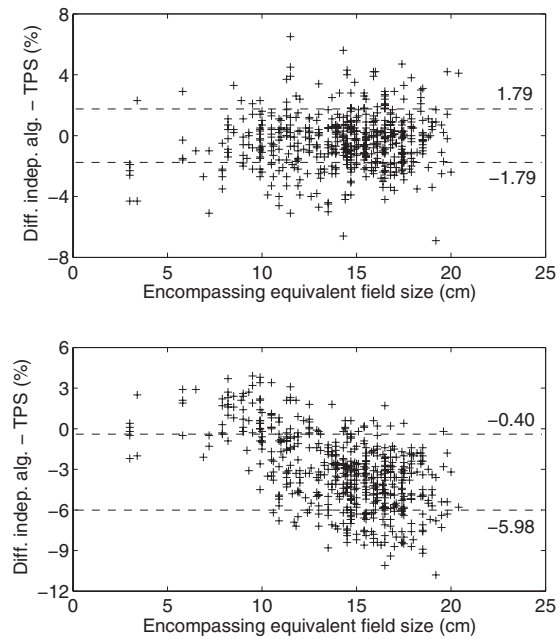 8
4
0
−4
−8
Diff. indep. alg. − TPS (%)
1.79
−1.79
0 5 10 15 20 25
Encompassing equivalent field size (cm)
6
3
0
−3
−6
−9
−12
Diff. indep. alg. − TPS (%)
−0.40
−5.98
0 5 10 15 20 25
Encompassing equivalent field size (cm)